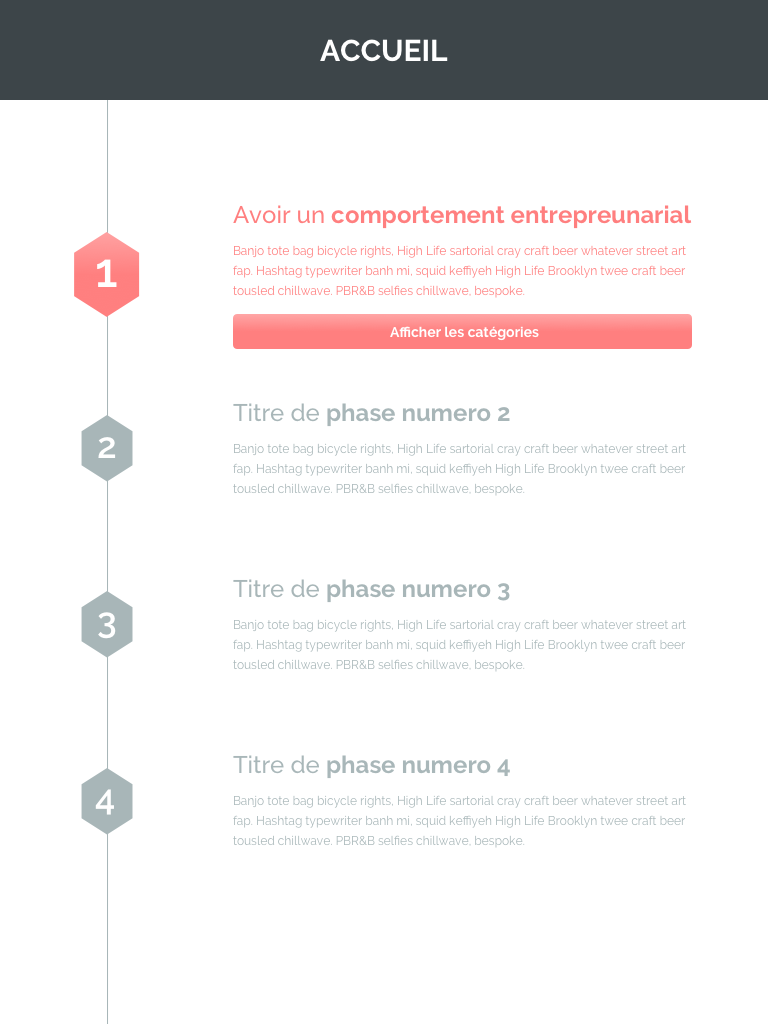 ACCUEIL
Avoir un comportement entrepreunarial
1
Banjo tote bag bicycle rights, High Life sartorial cray craft beer whatever street art
fap. Hashtag typewriter banh mi, squid keffiyeh High Life Brooklyn twee craft beer
tousled chillwave. PBR&B selfies chillwave, bespoke.
Afficher les catégories
Titre de phase numero 2
2
Banjo tote bag bicycle rights, High Life sartorial cray craft beer whatever street art
fap. Hashtag typewriter banh mi, squid keffiyeh High Life Brooklyn twee craft beer
tousled chillwave. PBR&B selfies chillwave, bespoke.
Titre de phase numero 3
3
Banjo tote bag bicycle rights, High Life sartorial cray craft beer whatever street art
fap. Hashtag typewriter banh mi, squid keffiyeh High Life Brooklyn twee craft beer
tousled chillwave. PBR&B selfies chillwave, bespoke.
Titre de phase numero 4
4
Banjo tote bag bicycle rights, High Life sartorial cray craft beer whatever street art
fap. Hashtag typewriter banh mi, squid keffiyeh High Life Brooklyn twee craft beer
tousled chillwave. PBR&B selfies chillwave, bespoke.